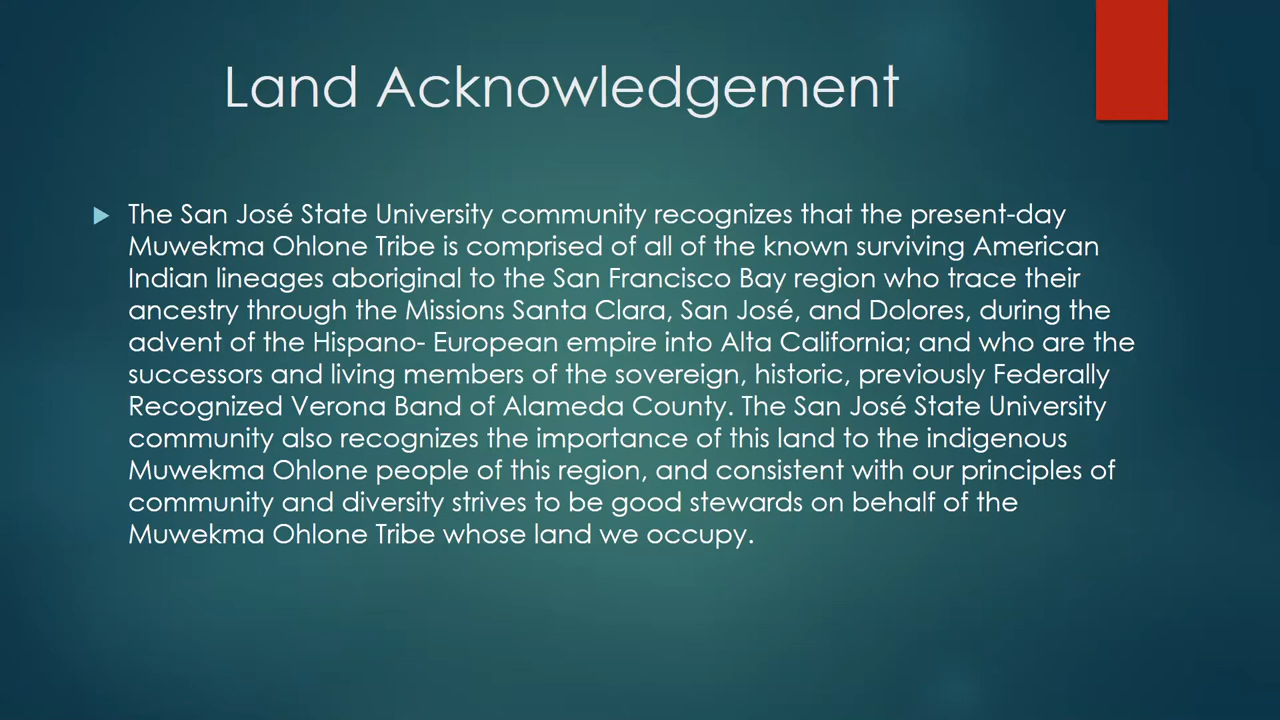 Land Acknowledgement
The San José State University community recognizes that the present-day
Muwekma Ohlone Tribe is comprised of all of the known surviving American
Indian lineages aboriginal to the San Francisco Bay region who trace their
ancestry through the Missions Santa Clara, San José, and Dolores, during the
advent of the Hispano- European empire into Alta California; and who are the
successors and living members of the sovereign, historic, previously Federally
Recognized Verona Band of Alameda County. The San José State University
community also recognizes the importance of this land to the indigenous
Muwekma Ohlone people of this region, and consistent with our principles of
community and diversity strives to be good stewards on behalf of the
Muwekma Ohlone Tribe whose land we occupy.